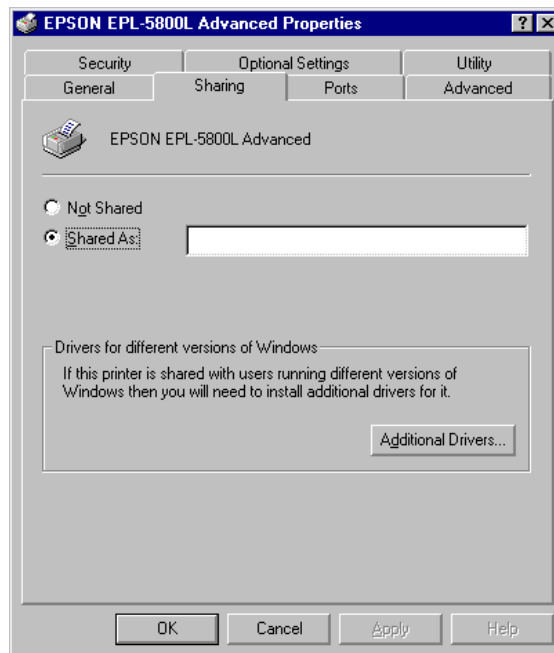 EPSON EPL-5800L Advanced Properties
Security Optional Settings Utility
General Sharing Ports Advanced
EPSON EPL-5800L Advanced
Not Shared
Shared As:
Drivers for different versions of Windows
If this printer is shared with users running different versions of
Windows then you will need to install additional drivers for it.
Additional Drivers...
OK Cancel Apply Help